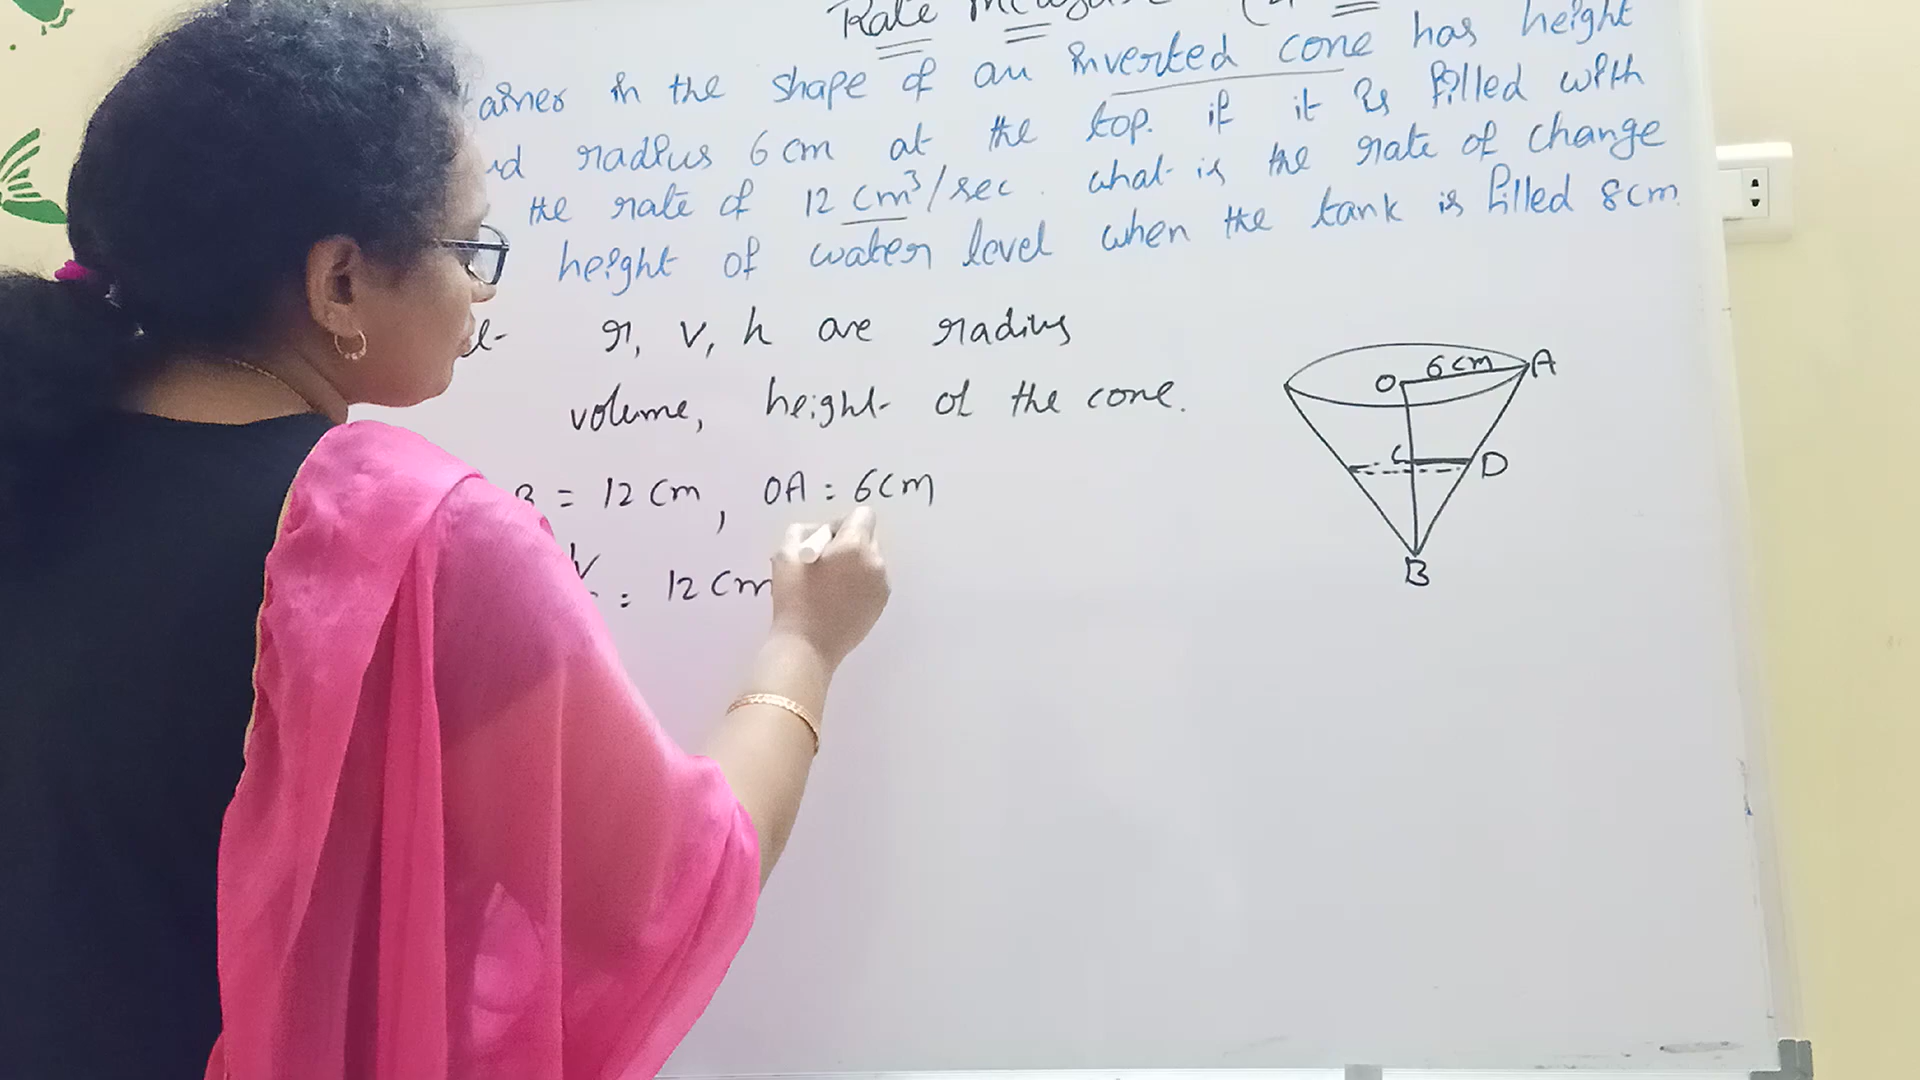 Rate
in the shape of an inverted cone has height
radius 6 cm at the top. if it is filled with
the rate of 12 cm³/sec. what is the rate of change
height of water level when the tank is filled 8cm
r, v, h are radius
volume, height of the cone.
= 12 cm, OA = 6cm
= 12 cm
O 6cm A
C D
B